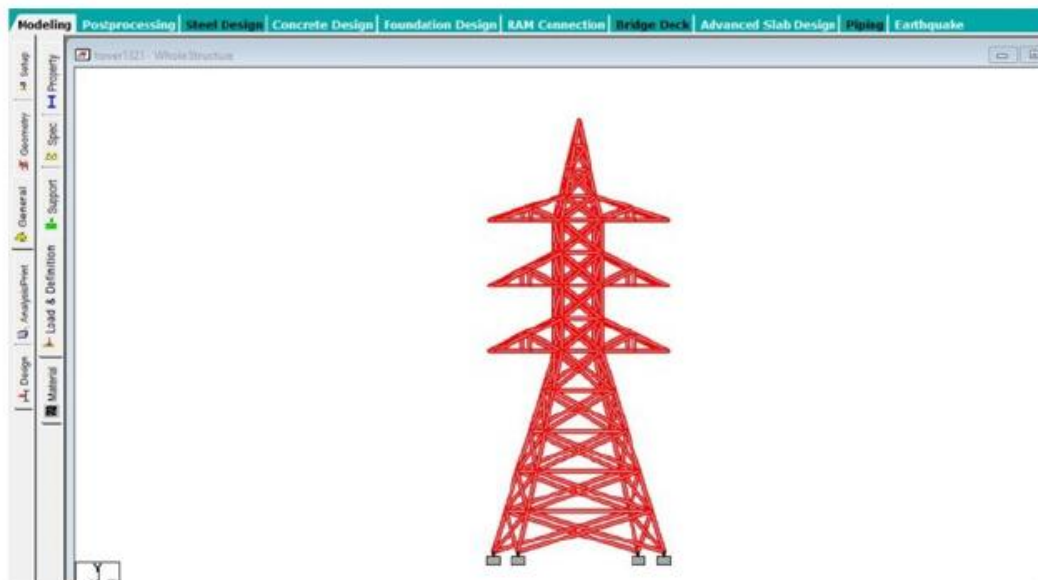 Modeling Postprocessing Steel Design Concrete Design Foundation Design RAM Connection Bridge Deck Advanced Slab Design Piping Earthquake
tower1321 - Whole Structure
Setup
Geometry
General
Analysis/Print
Design
Property
Spec
Support
Load & Definition
Material
Y